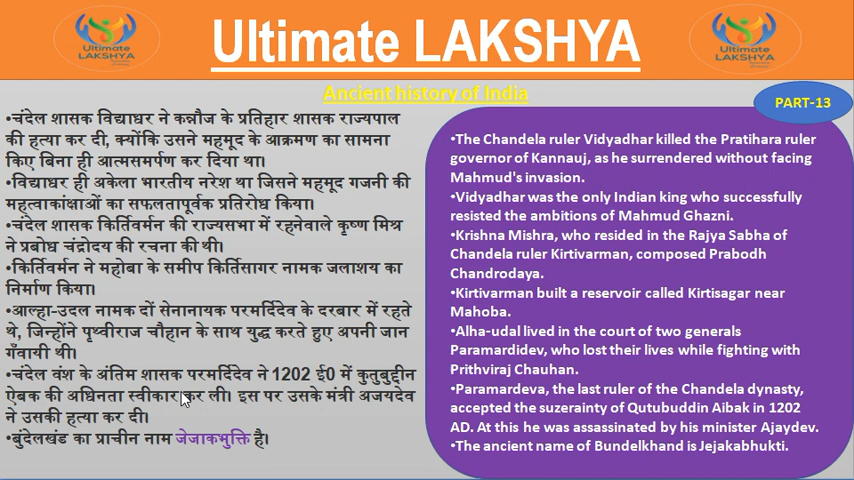 Ultimate LAKSHYA
Ultimate
LAKSHYA
Ultimate
LAKSHYA
Ancient history of India
PART-13
•चंदेल शासक विद्याधर ने कन्नौज के प्रतिहार शासक राज्यपाल
की हत्या कर दी, क्योंकि उसने महमूद के आक्रमण का सामना
किए बिना ही आत्मसमर्पण कर दिया था।
•विद्याधर ही अकेला भारतीय नरेश था जिसने महमूद गजनी की
महत्वाकांक्षाओं का सफलतापूर्वक प्रतिरोध किया।
•चंदेल शासक किर्तिवर्मन की राज्यसभा में रहनेवाले कृष्ण मिश्र
ने प्रबोध चंद्रोदय की रचना की थी।
•किर्तिवर्मन ने महोबा के समीप किर्तिसागर नामक जलाशय का
निर्माण किया।
•आल्हा-उदल नामक दों सेनानायक परमर्दिदेव के दरबार में रहते
थे, जिन्होंने पृथ्वीराज चौहान के साथ युद्ध करते हुए अपनी जान
गँवायी थी।
•चंदेल वंश के अंतिम शासक परमर्दिदेव ने 1202 ई0 में कुतुबुद्दीन
ऐबक की अधिनता स्वीकार कर ली। इस पर उसके मंत्री अजयदेव
ने उसकी हत्या कर दी।
•बुंदेलखंड का प्राचीन नाम जेजाकभुक्ति है।
•The Chandela ruler Vidyadhar killed the Pratihara ruler
governor of Kannauj, as he surrendered without facing
Mahmud's invasion.
•Vidyadhar was the only Indian king who successfully
resisted the ambitions of Mahmud Ghazni.
•Krishna Mishra, who resided in the Rajya Sabha of
Chandela ruler Kirtivarman, composed Prabodh
Chandrodaya.
•Kirtivarman built a reservoir called Kirtisagar near
Mahoba.
•Alha-udal lived in the court of two generals
Paramardidev, who lost their lives while fighting with
Prithviraj Chauhan.
•Paramardeva, the last ruler of the Chandela dynasty,
accepted the suzerainty of Qutubuddin Aibak in 1202
AD. At this he was assassinated by his minister Ajaydev.
•The ancient name of Bundelkhand is Jejakabhukti.